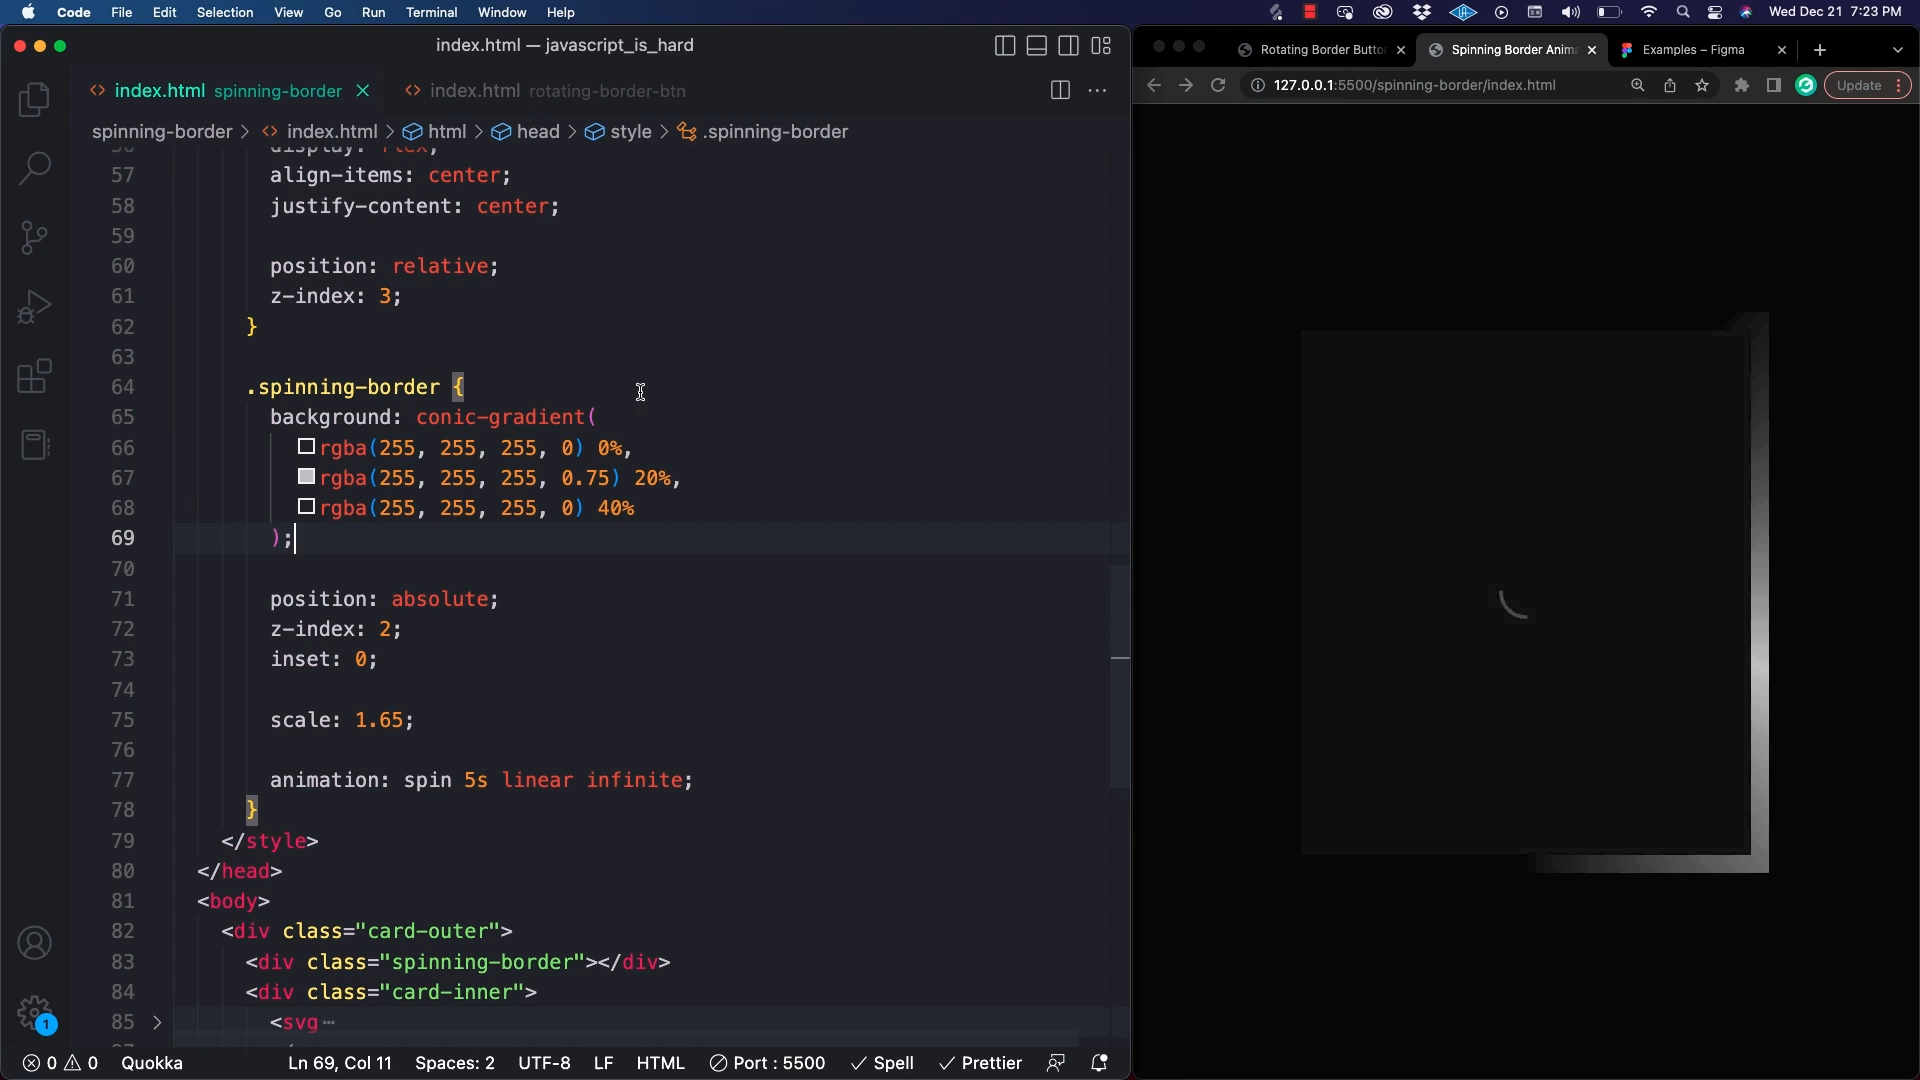 Code File Edit Selection View Go Run Terminal Window Help Wed Dec 21 7:23 PM
index.html — javascript_is_hard
index.html spinning-border index.html rotating-border-btn
spinning-border > index.html > html > head > style > .spinning-border
56 display: flex;
57 align-items: center;
58 justify-content: center;
59
60 position: relative;
61 z-index: 3;
62 }
63
64 .spinning-border {
65 background: conic-gradient(
66 rgba(255, 255, 255, 0) 0%,
67 rgba(255, 255, 255, 0.75) 20%,
68 rgba(255, 255, 255, 0) 40%
69 );
70
71 position: absolute;
72 z-index: 2;
73 inset: 0;
74
75 scale: 1.65;
76
77 animation: spin 5s linear infinite;
78 }
79 </style>
80 </head>
81 <body>
82 <div class="card-outer">
83 <div class="spinning-border"></div>
84 <div class="card-inner">
85 <svg ⋯
1
0 0 Quokka Ln 69, Col 11 Spaces: 2 UTF-8 LF HTML Port : 5500 Spell Prettier
Rotating Border Butto Spinning Border Anima Examples – Figma
127.0.0.1:5500/spinning-border/index.html Update